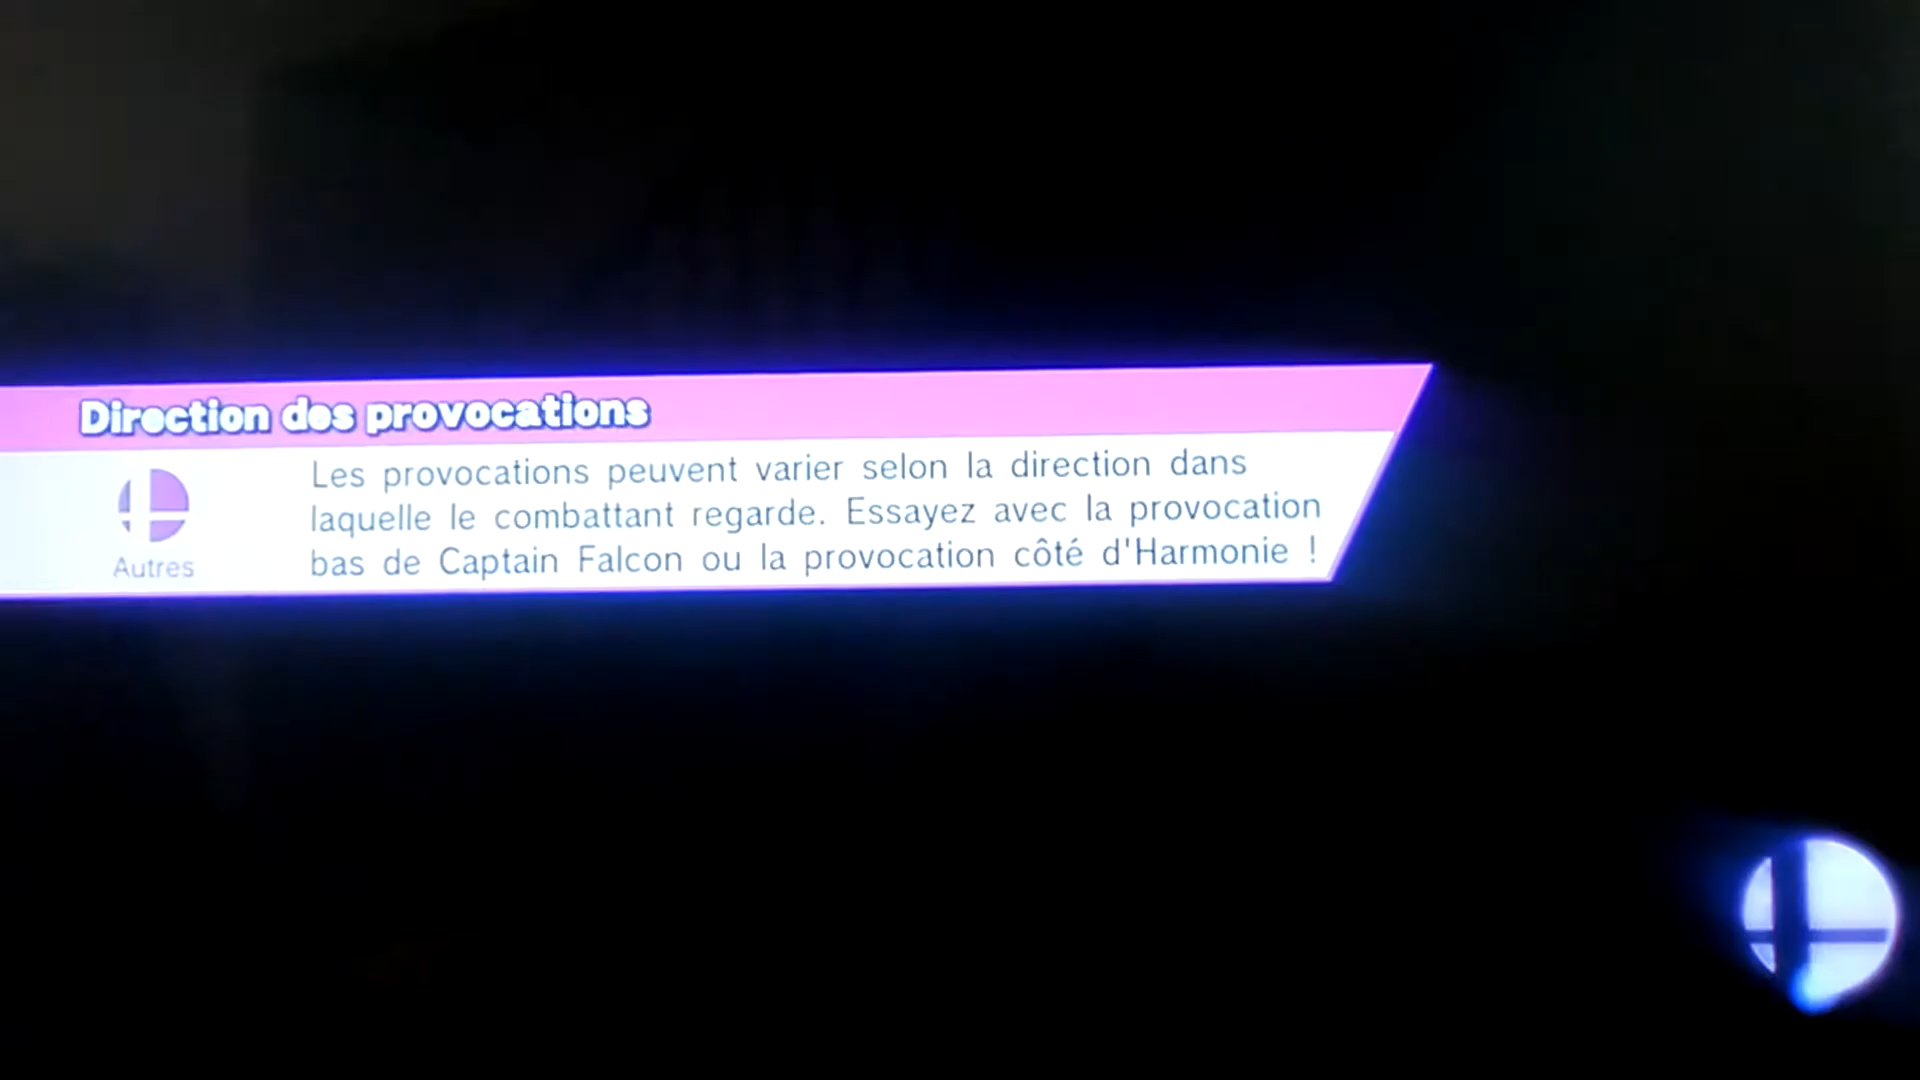 Direction des provocations
Les provocations peuvent varier selon la direction dans
laquelle le combattant regarde. Essayez avec la provocation
bas de Captain Falcon ou la provocation côté d'Harmonie !
Autres